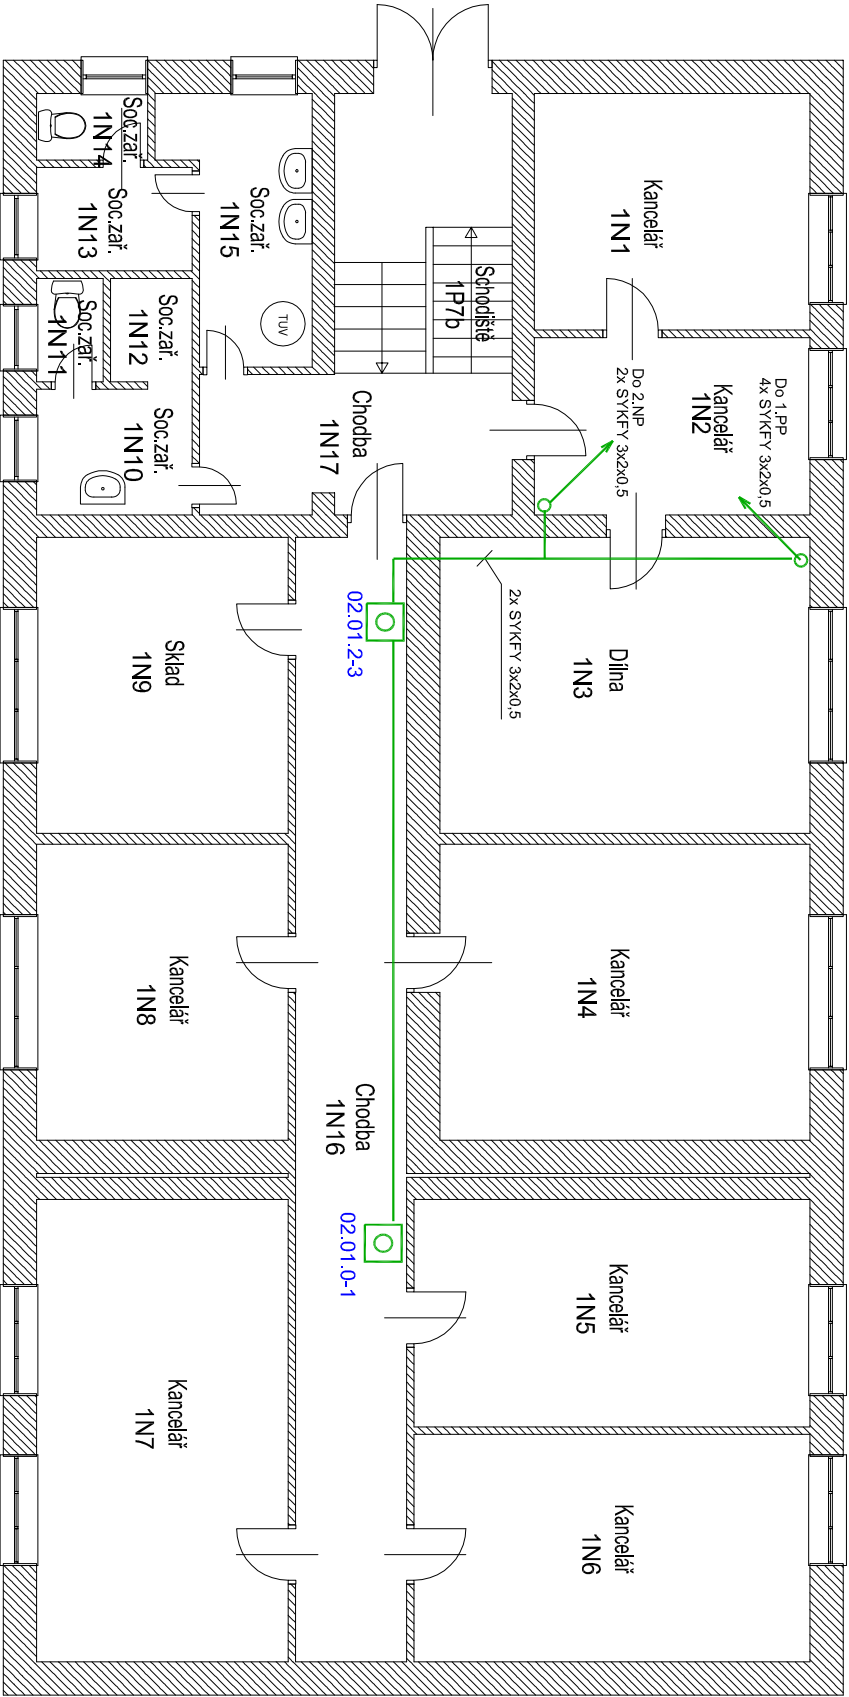 Kancelář
1N1
Kancelář
1N2
Do 1.PP
4x SYKFY 3x2x0,5
Do 2.NP
2x SYKFY 3x2x0,5
2x SYKFY 3x2x0,5
Dílna
1N3
Kancelář
1N4
Kancelář
1N5
Kancelář
1N6
Schodiště
1P7b
Chodba
1N17
02.01.2-3
Chodba
1N16
02.01.0-1
Soc.zař.
1N14
Soc.zař.
1N13
Soc.zař.
1N15
TUV
Soc.zař.
1N12
Soc.zař.
1N11
Soc.zař.
1N10
Sklad
1N9
Kancelář
1N8
Kancelář
1N7